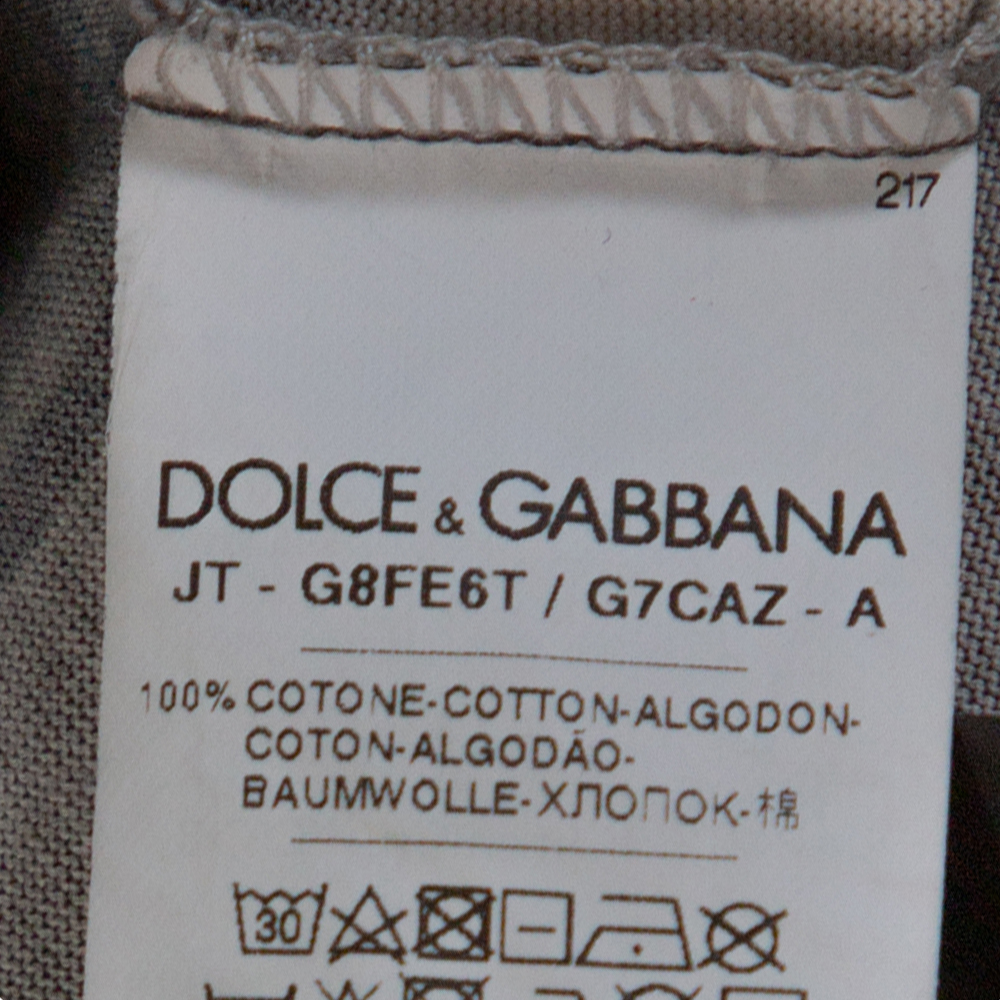 217
DOLCE & GABBANA
JT - G8FE6T / G7CAZ - A
100% COTONE-COTTON-ALGODON-
COTON-ALGODÃO-
BAUMWOLLE-ХЛОПОК-棉
30